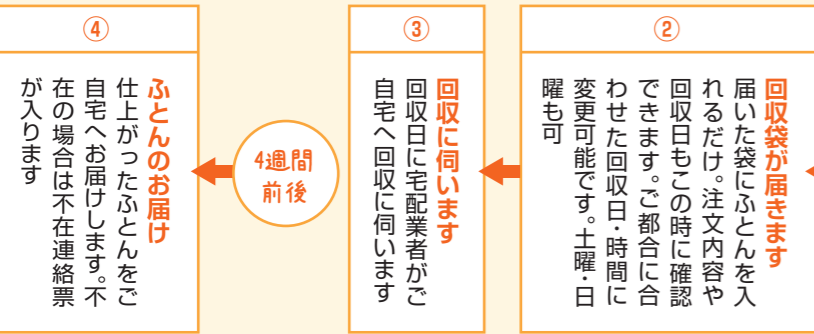 ②
回収袋が届きます
届いた袋にふとんを入
れるだけ。注文内容や
回収日もこの時に確認
できます。ご都合に合
わせた回収日・時間に
変更可能です。土曜・日
曜も可
③
回収に伺います
回収日に宅配業者がご
自宅へ回収に伺います
4週間
前後
④
ふとんのお届け
仕上がったふとんをご
自宅へお届けします。不
在の場合は不在連絡票
が入ります